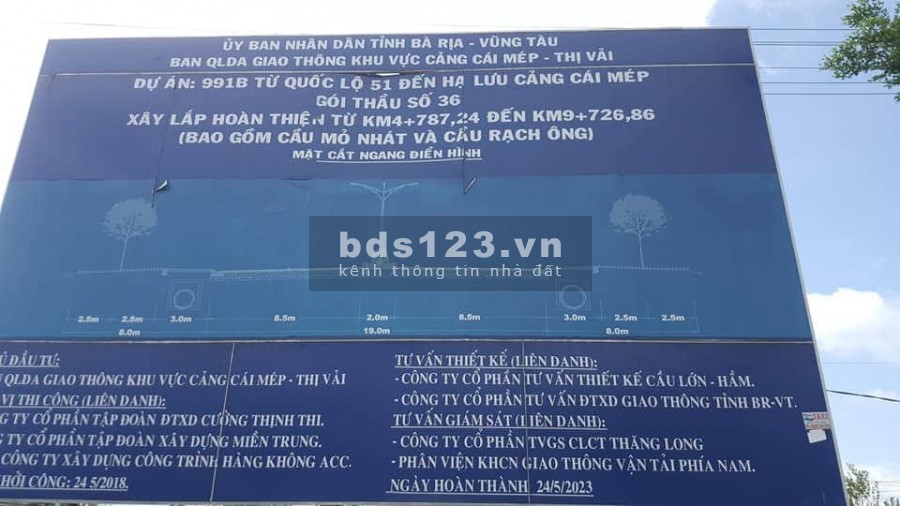 ỦY BAN NHÂN DÂN TỈNH BÀ RỊA - VŨNG TÀU
BAN QLDA GIAO THÔNG KHU VỰC CẢNG CÁI MÉP - THỊ VẢI
DỰ ÁN: 991B TỪ QUỐC LỘ 51 ĐẾN HẠ LƯU CẢNG CÁI MÉP
GÓI THẦU SỐ 36
XÂY LẮP HOÀN THIỆN TỪ KM4+787,24 ĐẾN KM9+726,86
(BAO GỒM CẦU MỎ NHÁT VÀ CẦU RẠCH ÔNG)
MẶT CẮT NGANG ĐIỂN HÌNH
bds123.vn
kênh thông tin nhà đất
2.5m 2.5m 3.0m 8.5m 2.0m 8.5m 3.0m 2.5m 2.5m
8.0m 19.0m 8.0m
Ủ ĐẦU TƯ:
QLDA GIAO THÔNG KHU VỰC CẢNG CÁI MÉP - THỊ VẢI
VỊ THI CÔNG (LIÊN DANH):
NG TY CỔ PHẦN TẬP ĐOÀN ĐTXD CƯỜNG THỊNH THI.
G TY CỔ PHẦN TẬP ĐOÀN XÂY DỰNG MIỀN TRUNG.
CÔNG TY XÂY DỰNG CÔNG TRÌNH HÀNG KHÔNG ACC.
KHỞI CÔNG: 24 5/2018.
TƯ VẤN THIẾT KẾ (LIÊN DANH):
- CÔNG TY CỔ PHẦN TƯ VẤN THIẾT KẾ CẦU LỚN - HẦM.
- CÔNG TY CỔ PHẦN TƯ VẤN ĐTXD GIAO THÔNG TỈNH BR-VT.
TƯ VẤN GIÁM SÁT (LIÊN DANH):
- CÔNG TY CỔ PHẦN TVGS CLCT THĂNG LONG
- PHÂN VIỆN KHCN GIAO THÔNG VẬN TẢI PHÍA NAM.
NGÀY HOÀN THÀNH 24/5/2023